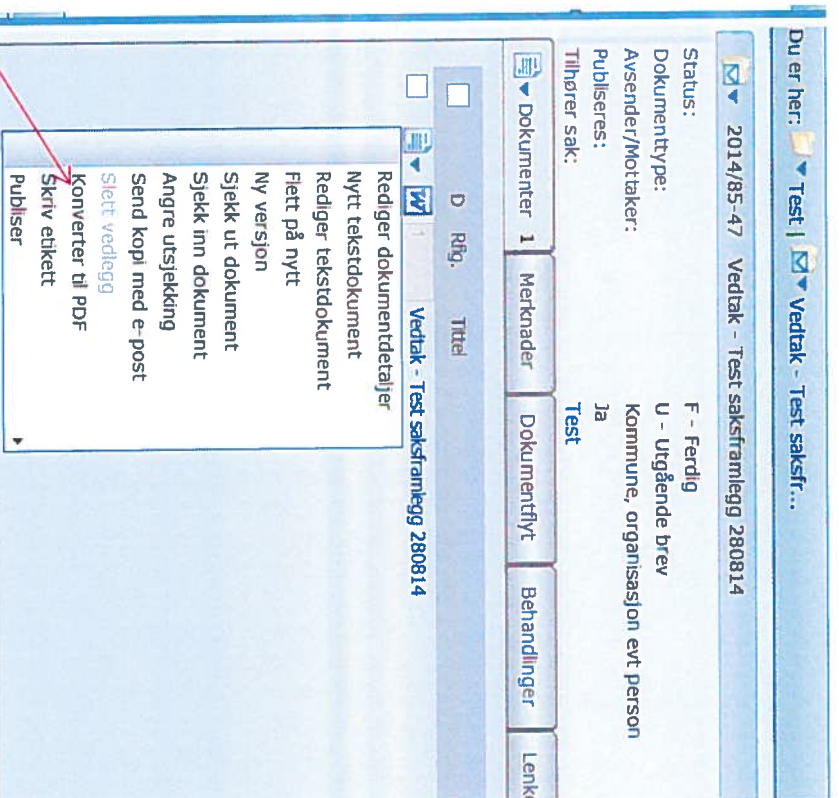 Du er her: Test | Vedtak - Test saksfr...
2014/85-47 Vedtak - Test saksframlegg 280814
Status: F - Ferdig
Dokumenttype: U - Utgående brev
Avsender/Mottaker: Kommune, organisasjon evt person
Publiseres: Ja
Tilhører sak: Test
Dokumenter 1 Merknader Dokumentflyt Behandlinger Lenke
D Rfg. Tittel
W 1 Vedtak - Test saksframlegg 280814
Rediger dokumentdetaljer
Nytt tekstdokument
Rediger tekstdokument
Flett på nytt
Ny versjon
Sjekk ut dokument
Sjekk inn dokument
Angre utsjekking
Send kopi med e-post
Slett vedlegg
Konverter til PDF
Skriv etikett
Publiser